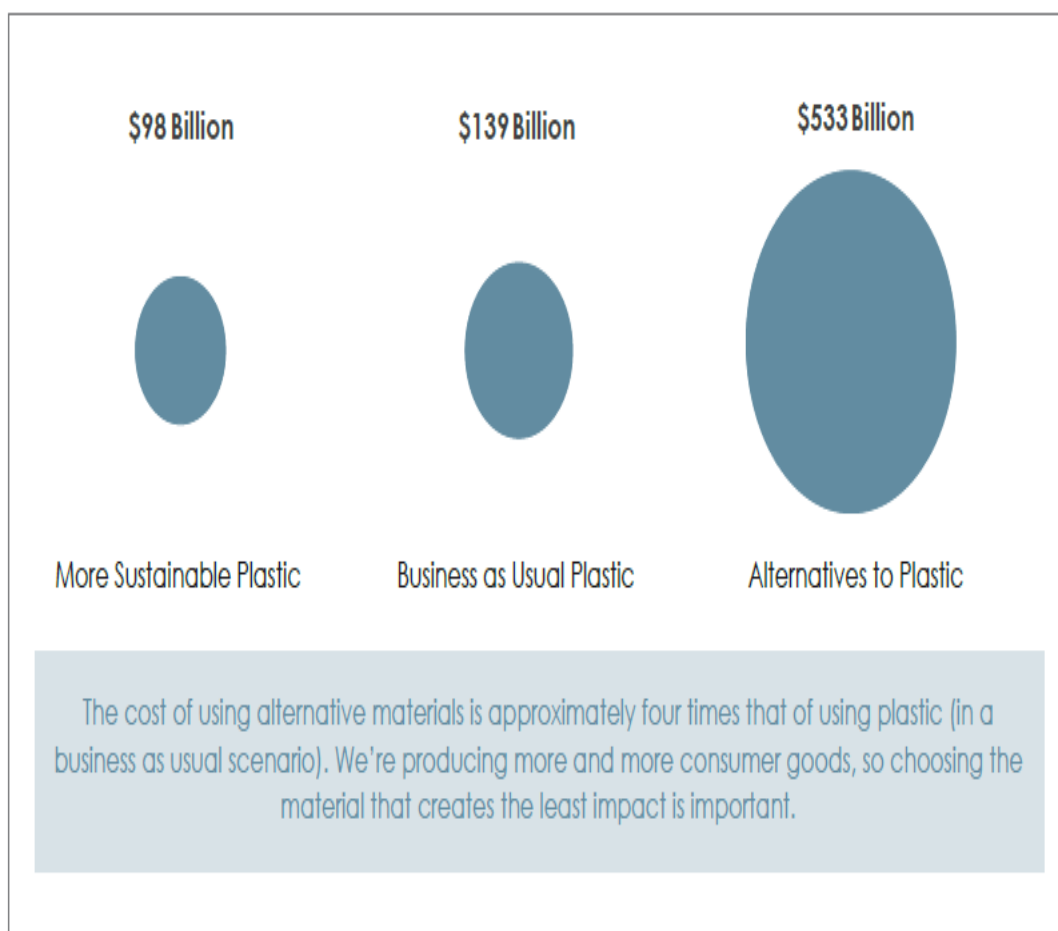 $98 Billion
$139 Billion
$533 Billion
More Sustainable Plastic
Business as Usual Plastic
Alternatives to Plastic
The cost of using alternative materials is approximately four times that of using plastic (in a
business as usual scenario). We're producing more and more consumer goods, so choosing the
material that creates the least impact is important.